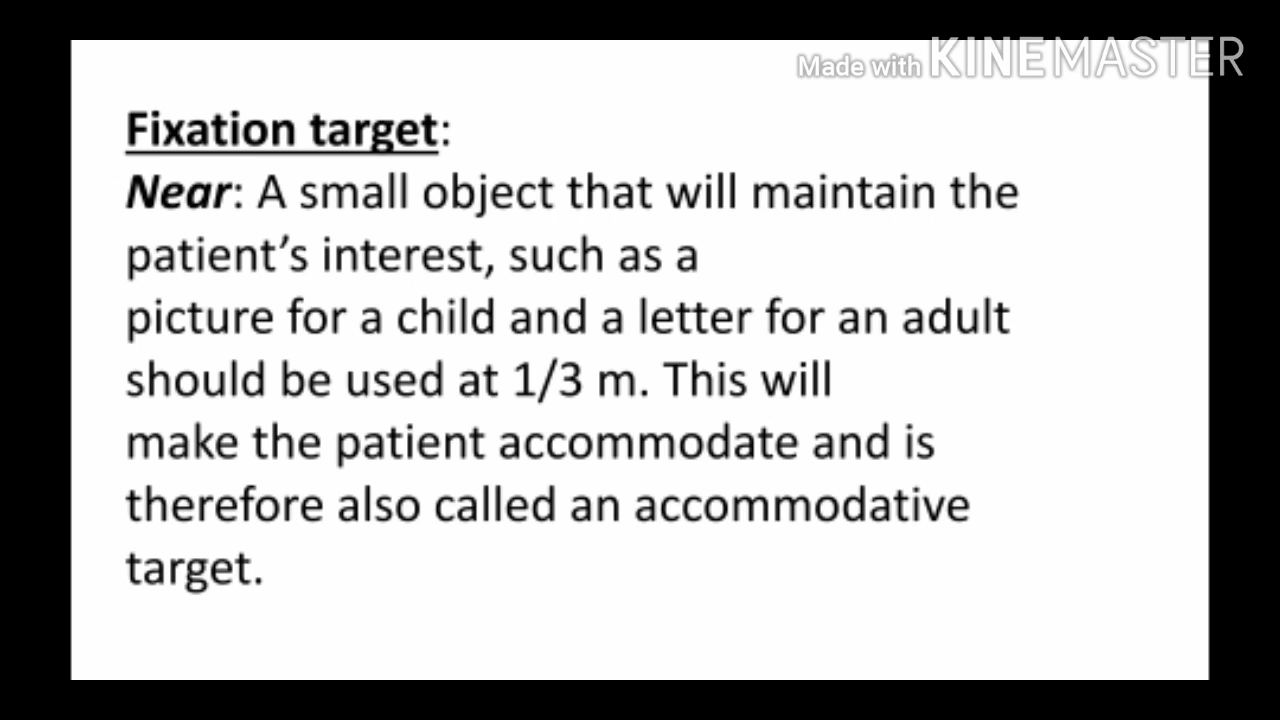 Made with KINEMASTER
Fixation target:
Near: A small object that will maintain the
patient’s interest, such as a
picture for a child and a letter for an adult
should be used at 1/3 m. This will
make the patient accommodate and is
therefore also called an accommodative
target.